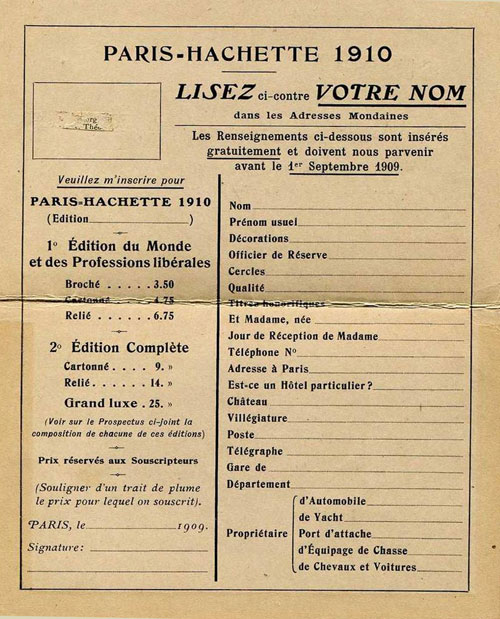 PARIS-HACHETTE 1910
LISEZ ci-contre VOTRE NOM
dans les Adresses Mondaines
Les Renseignements ci-dessous sont insérés
gratuitement et doivent nous parvenir
avant le 1er Septembre 1909.
Veuillez m'inscrire pour
PARIS-HACHETTE 1910
(Edition )
1º Édition du Monde
et des Professions libérales
Broché . . . . . 3.50
Cartonné . . . . 4.75
Relié . . . . . 6.75
2º Édition Complète
Cartonné . . . . 9. »
Relié . . . . . 14. »
Grand luxe . 25. »
(Voir sur le Prospectus ci-joint la
composition de chacune de ces éditions)
Prix réservés aux Souscripteurs
(Souligner d'un trait de plume
le prix pour lequel on souscrit).
PARIS, le 1909.
Signature :
Nom
Prénom usuel
Décorations
Officier de Réserve
Cercles
Qualité
Titres honorifiques
Et Madame, née
Jour de Réception de Madame
Téléphone Nº
Adresse à Paris
Est-ce un Hôtel particulier ?
Château
Villégiature
Poste
Télégraphe
Gare de
Département
Propriétaire
d'Automobile
de Yacht
Port d'attache
d'Équipage de Chasse
de Chevaux et Voitures